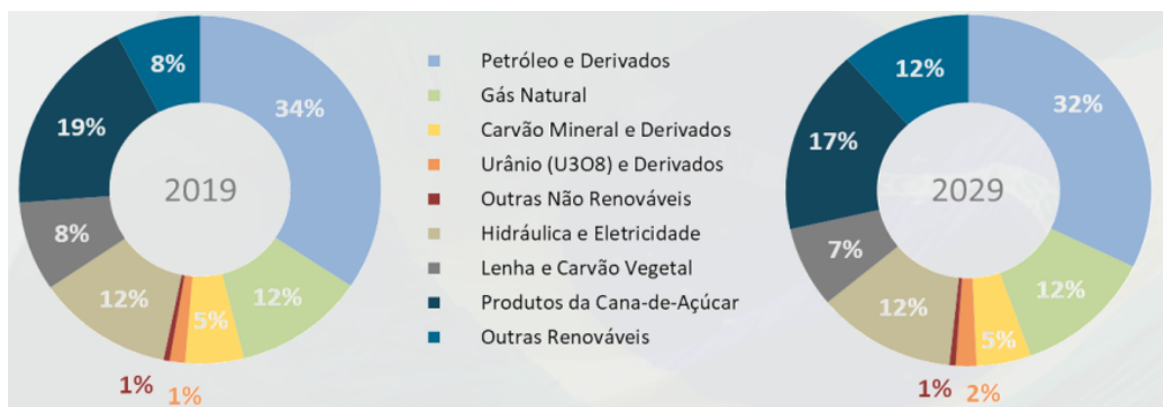 8%
34%
19%
2019
8%
12%
12%
5%
1%
1%
Petróleo e Derivados
Gás Natural
Carvão Mineral e Derivados
Urânio (U3O8) e Derivados
Outras Não Renováveis
Hidráulica e Eletricidade
Lenha e Carvão Vegetal
Produtos da Cana-de-Açúcar
Outras Renováveis
12%
32%
17%
2029
7%
12%
12%
5%
1%
2%